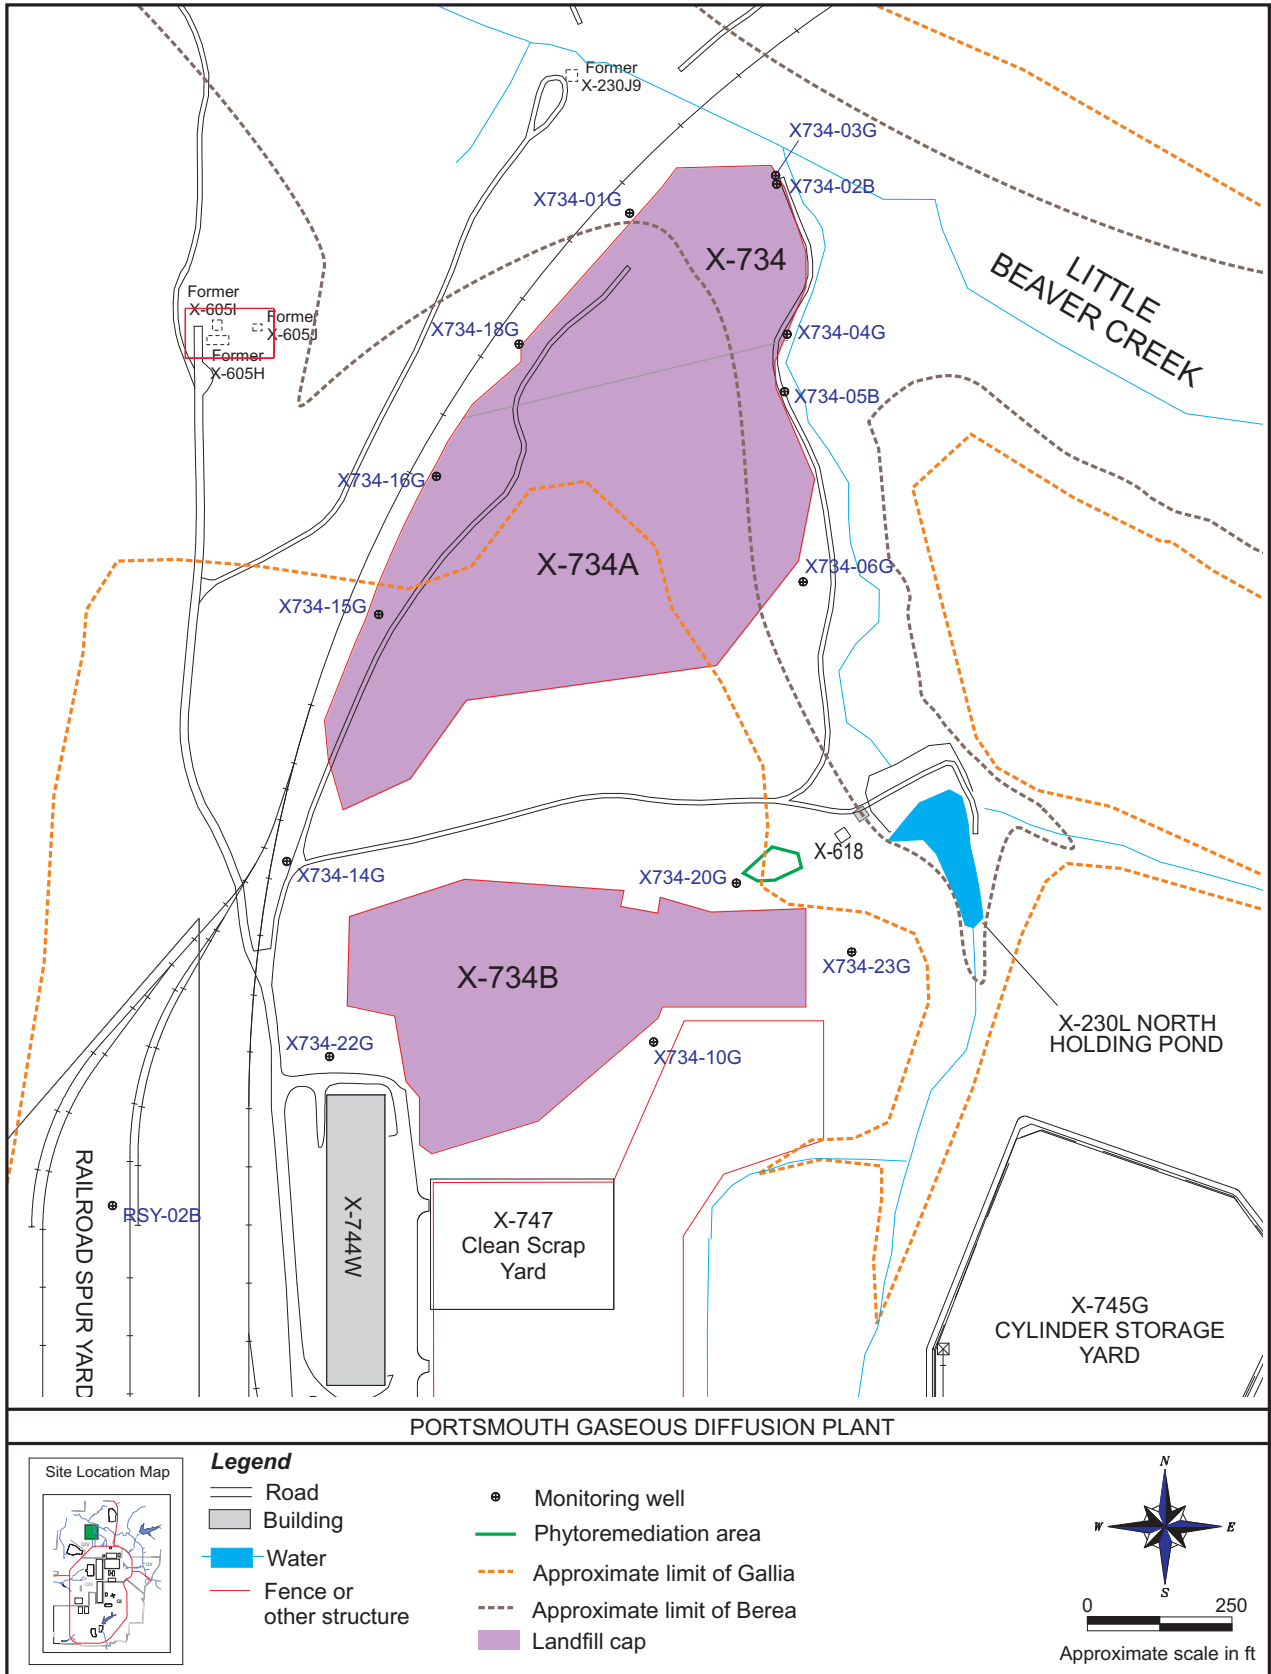 Former
X-230J9
X734-03G
X734-02B
X734-01G
X-734
LITTLE
BEAVER CREEK
Former
X-605I
Former
X-605J
Former
X-605H
X734-18G
X734-04G
X734-05B
X734-16G
X-734A
X734-06G
X734-15G
X-618
X734-14G
X734-20G
X-734B
X734-23G
X-230L NORTH
HOLDING POND
X734-22G
X734-10G
RAILROAD SPUR YARD
RSY-02B
X-744W
X-747
Clean Scrap
Yard
X-745G
CYLINDER STORAGE
YARD
PORTSMOUTH GASEOUS DIFFUSION PLANT
Site Location Map
Legend
Road
Building
Water
Fence or
other structure
Monitoring well
Phytoremediation area
Approximate limit of Gallia
Approximate limit of Berea
Landfill cap
N
W
E
S
0 250
Approximate scale in ft